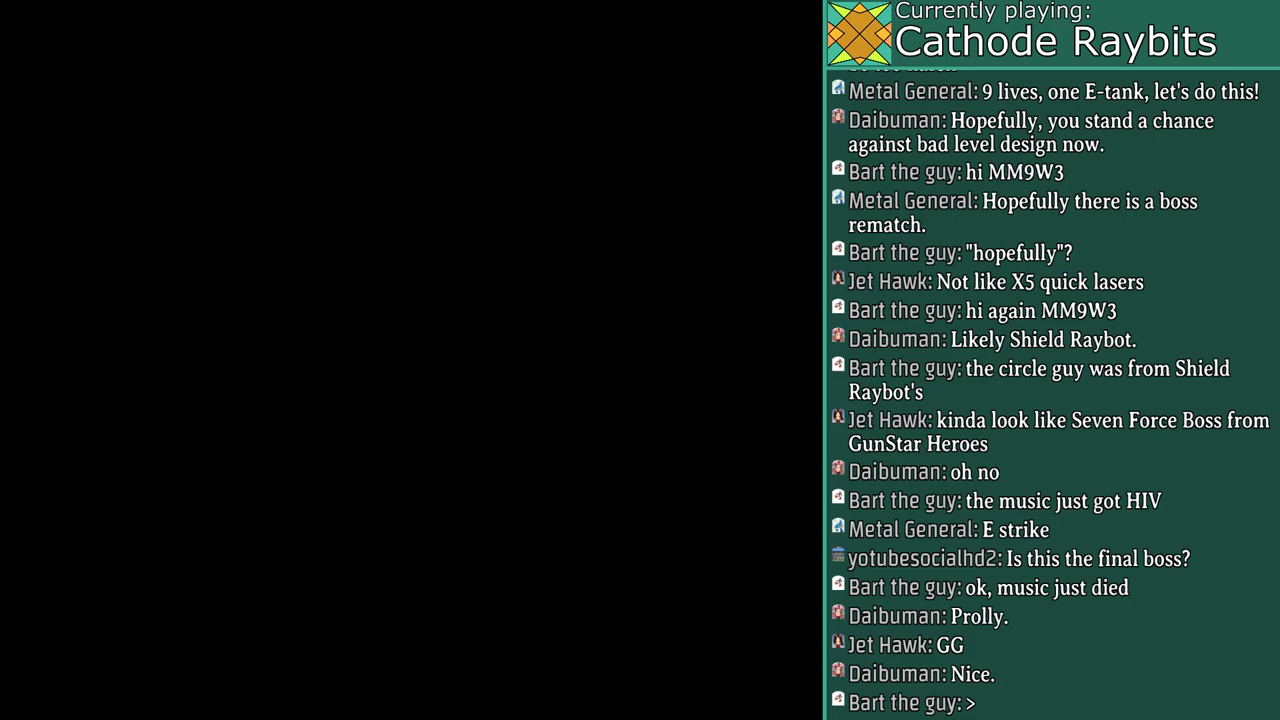 Currently playing:
Cathode Raybits
Metal General: 9 lives, one E-tank, let's do this!
Daibuman: Hopefully, you stand a chance
against bad level design now.
Bart the guy: hi MM9W3
Metal General: Hopefully there is a boss
rematch.
Bart the guy: "hopefully"?
Jet Hawk: Not like X5 quick lasers
Bart the guy: hi again MM9W3
Daibuman: Likely Shield Raybot.
Bart the guy: the circle guy was from Shield
Raybot's
Jet Hawk: kinda look like Seven Force Boss from
GunStar Heroes
Daibuman: oh no
Bart the guy: the music just got HIV
Metal General: E strike
yotubesocialhd2: Is this the final boss?
Bart the guy: ok, music just died
Daibuman: Prolly.
Jet Hawk: GG
Daibuman: Nice.
Bart the guy: >